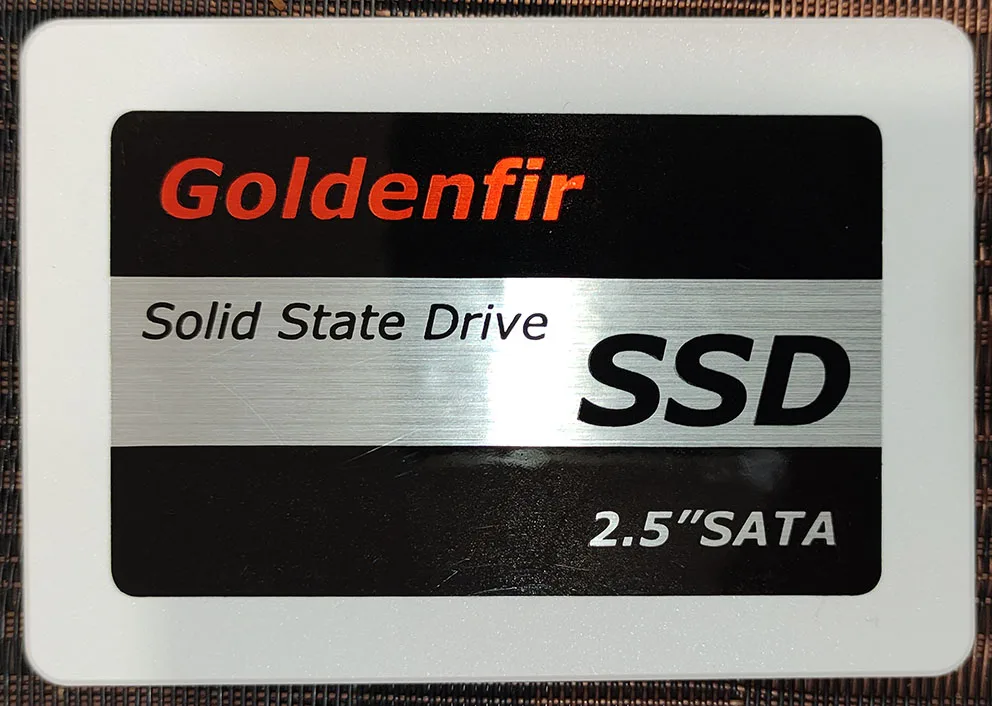 Goldenfir
Solid State Drive
SSD
2.5"SATA